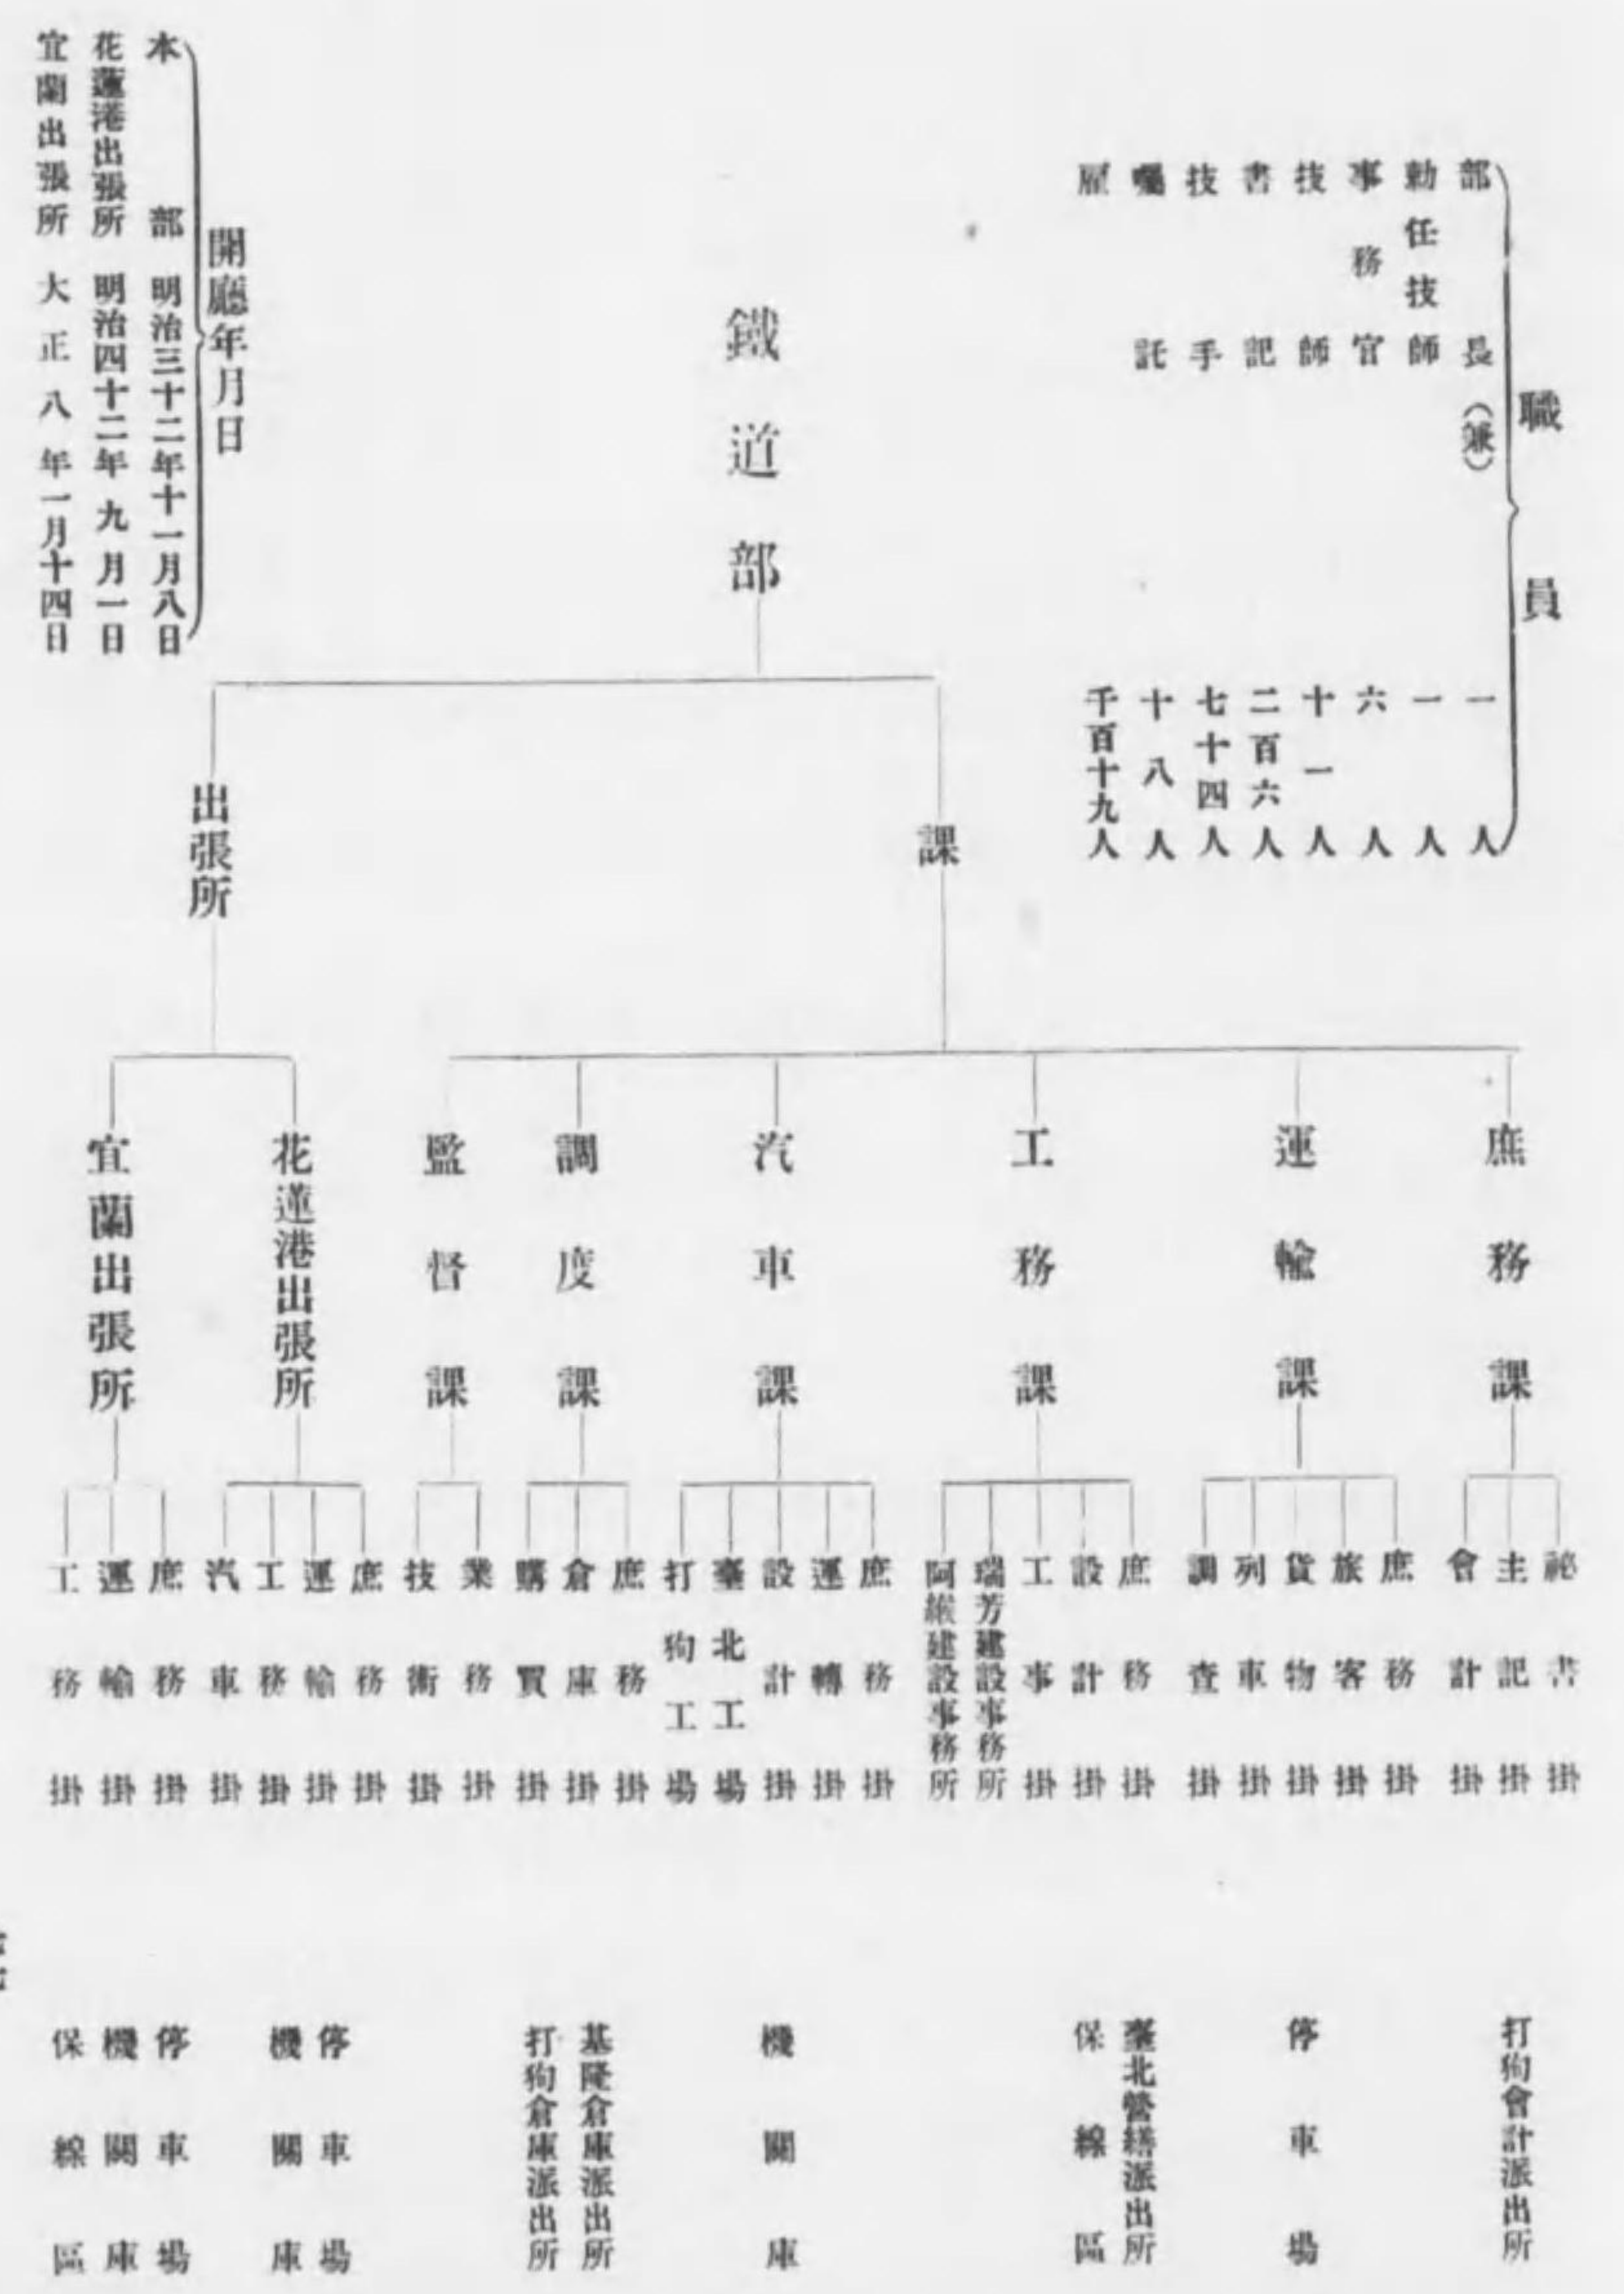 職員
部長(兼) 一人
勅任技師 一人
事務官 六人
技師 十一人
書記 二百六人
技手 七十四人
囑託 十八人
雇 千百十九人
鐵道部
開廳年月日
本部 明治三十二年十一月八日
花蓮港出張所 明治四十二年九月一日
宜蘭出張所 大正八年一月十四日
課
出張所
庶務課
運輸課
工務課
汽車課
調度課
監督課
花蓮港出張所
宜蘭出張所
祕書掛
主記掛
會計掛
庶務掛
旅客掛
貨物掛
列車掛
調查掛
庶務掛
設計掛
工事掛
瑞芳建設事務所
阿緱建設事務所
庶務掛
運轉掛
設計掛
臺北工場
打狗工場
庶務掛
倉庫掛
購買掛
業務掛
技術掛
庶務掛
運輸掛
工務掛
汽車掛
庶務掛
運輸掛
工務掛
打狗會計派出所
停車場
臺北營繕派出所
保線區
機關庫
基隆倉庫派出所
打狗倉庫派出所
停車場
機關庫
停車場
機關庫
保線區